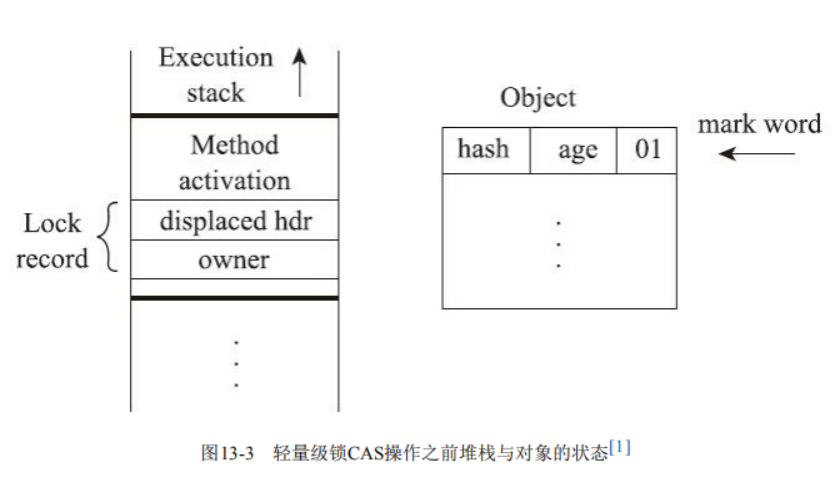 Execution
stack
Method
activation
Lock
record
displaced hdr
owner
Object
mark word
hash
age
01
图13-3 轻量级锁CAS操作之前堆栈与对象的状态[1]